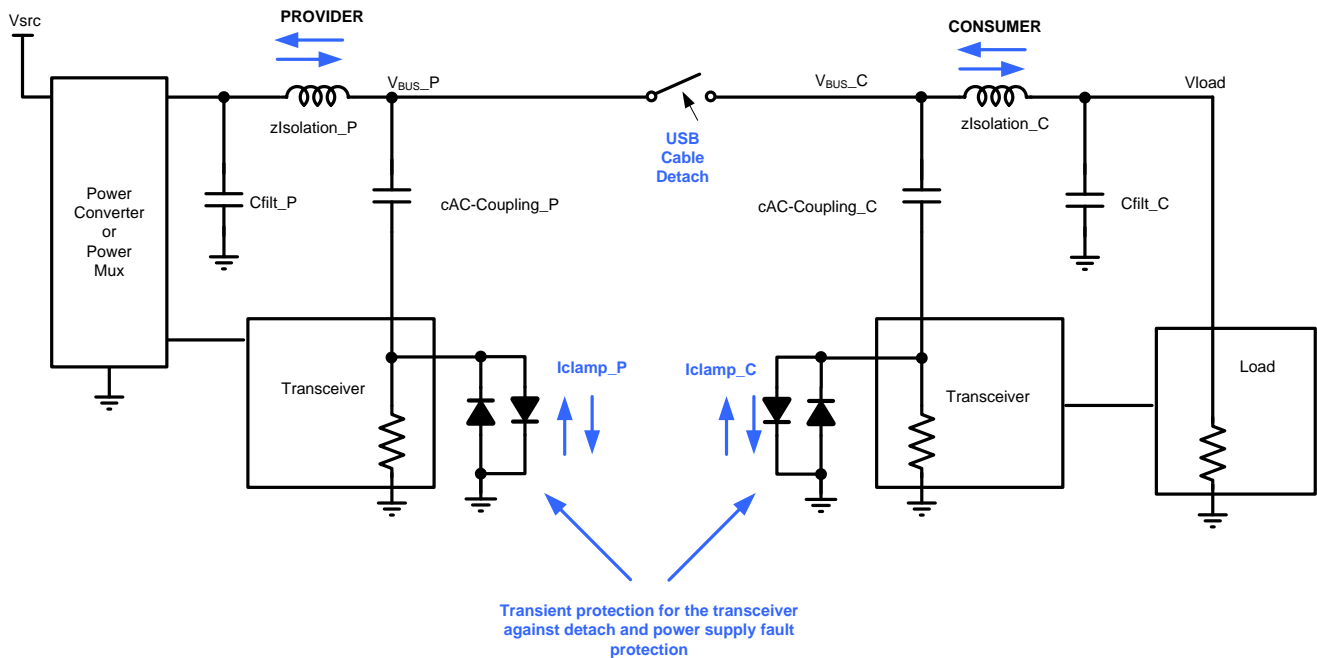 Vsrc
PROVIDER
CONSUMER
VBUS_P
VBUS_C
Vload
zIsolation_P
zIsolation_C
USB
Cable
Detach
Power
Converter
or
Power
Mux
Cfilt_P
cAC-Coupling_P
cAC-Coupling_C
Cfilt_C
Transceiver
Iclamp_P
Iclamp_C
Transceiver
Load
Transient protection for the transceiver
against detach and power supply fault
protection